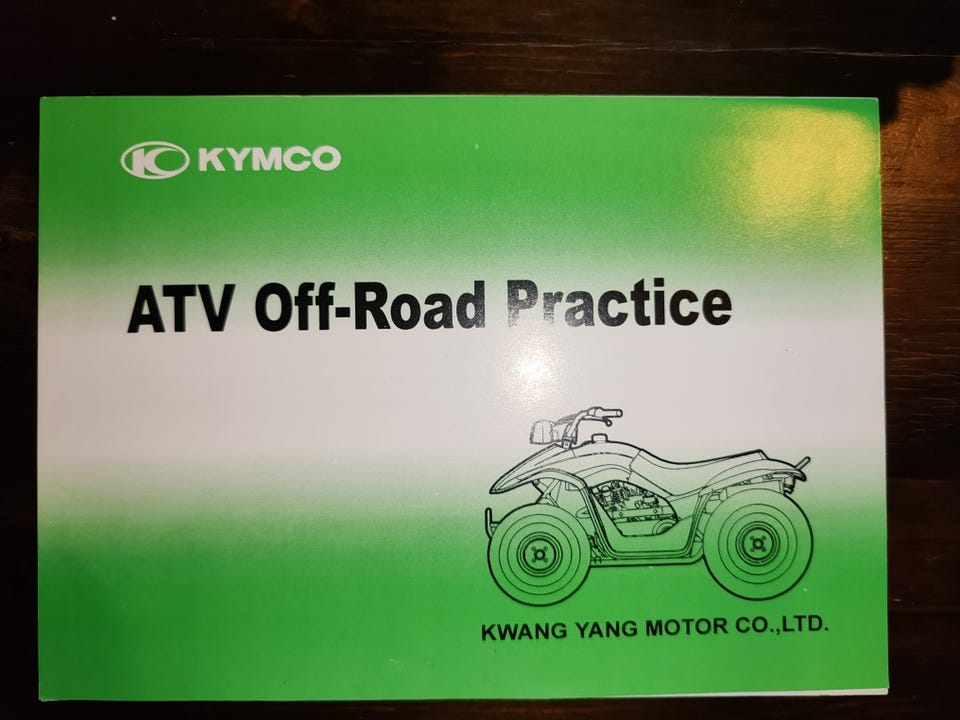 KYMCO
ATV Off-Road Practice
KWANG YANG MOTOR CO.,LTD.